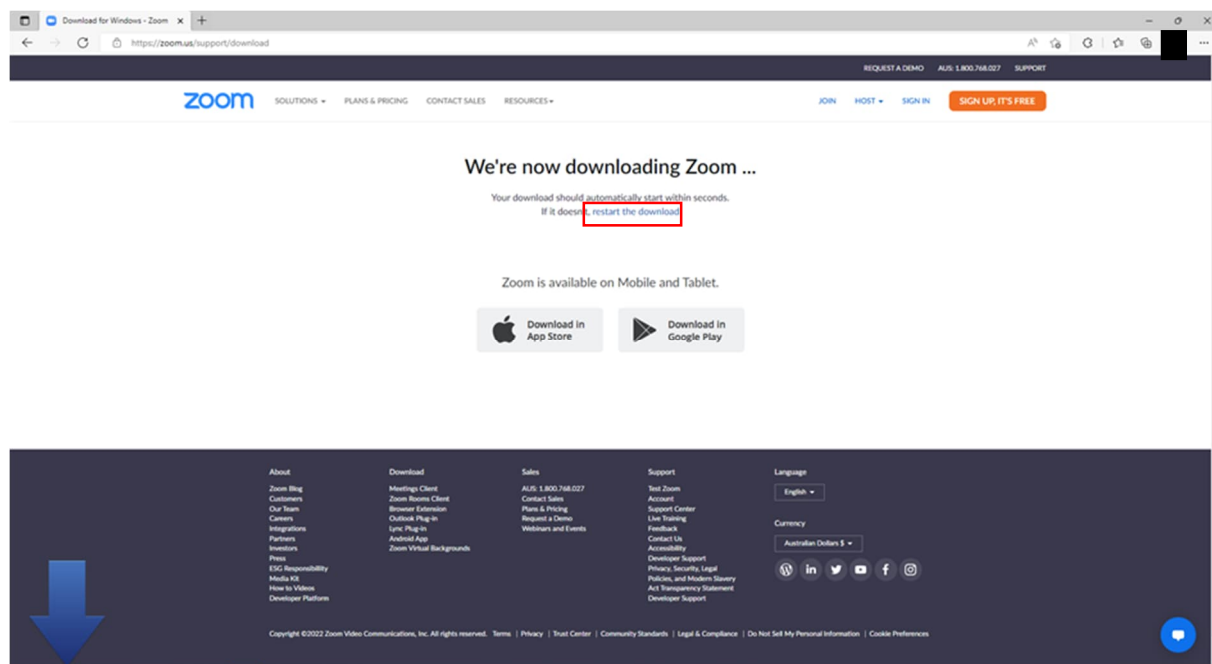 Download for Windows - Zoom
https://zoom.us/support/download
REQUEST A DEMO AUS: 1.800.768.027 SUPPORT
zoom SOLUTIONS PLANS & PRICING CONTACT SALES RESOURCES JOIN HOST SIGN IN SIGN UP, IT'S FREE
We're now downloading Zoom ...
Your download should automatically start within seconds.
If it doesn't, restart the download
Zoom is available on Mobile and Tablet.
Download in
App Store
Download in
Google Play
About
Zoom Blog
Customers
Our Team
Careers
Integrations
Partners
Investors
Press
ESG Responsibility
Media Kit
How to Videos
Developer Platform
Download
Meetings Client
Zoom Rooms Client
Browser Extension
Outlook Plug-in
Lync Plug-in
Android App
Zoom Virtual Backgrounds
Sales
AUS: 1.800.768.027
Contact Sales
Plans & Pricing
Request a Demo
Webinars and Events
Support
Test Zoom
Account
Support Center
Live Training
Feedback
Contact Us
Accessibility
Developer Support
Privacy, Security, Legal
Policies, and Modern Slavery
Act Transparency Statement
Developer Support
Language
English
Currency
Australian Dollars $
Copyright ©2022 Zoom Video Communications, Inc. All rights reserved. Terms | Privacy | Trust Center | Community Standards | Legal & Compliance | Do Not Sell My Personal Information | Cookie Preferences